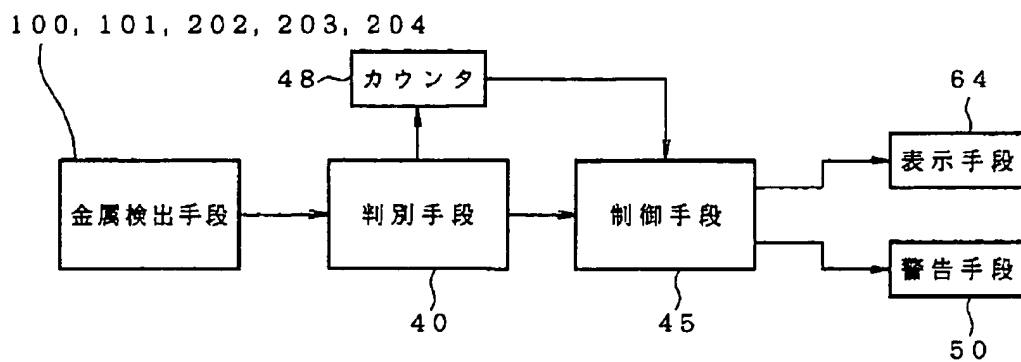 100, 101, 202, 203, 204
48
カウンタ
64
表示手段
金属検出手段
判別手段
制御手段
警告手段
40
45
50